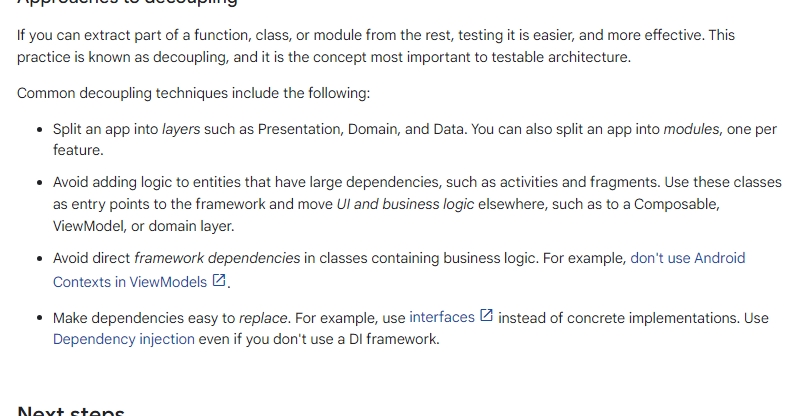 Approaches to decoupling
If you can extract part of a function, class, or module from the rest, testing it is easier, and more effective. This
practice is known as decoupling, and it is the concept most important to testable architecture.
Common decoupling techniques include the following:
• Split an app into layers such as Presentation, Domain, and Data. You can also split an app into modules, one per
feature.
• Avoid adding logic to entities that have large dependencies, such as activities and fragments. Use these classes
as entry points to the framework and move UI and business logic elsewhere, such as to a Composable,
ViewModel, or domain layer.
• Avoid direct framework dependencies in classes containing business logic. For example, don't use Android
Contexts in ViewModels.
• Make dependencies easy to replace. For example, use interfaces instead of concrete implementations. Use
Dependency injection even if you don't use a DI framework.
Next steps